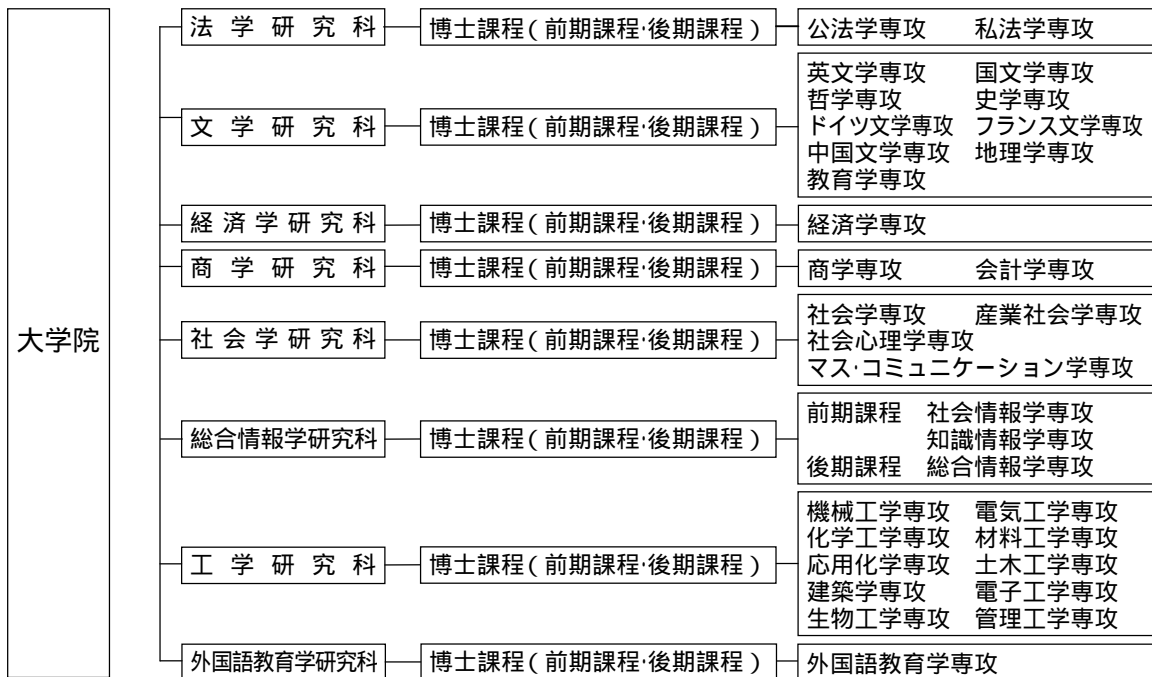 大学院
法学研究科 博士課程(前期課程·後期課程) 公法学専攻 私法学専攻
文学研究科 博士課程(前期課程·後期課程)
英文学専攻 国文学専攻
哲学専攻 史学専攻
ドイツ文学専攻 フランス文学専攻
中国文学専攻 地理学専攻
教育学専攻
経済学研究科 博士課程(前期課程·後期課程) 経済学専攻
商学研究科 博士課程(前期課程·後期課程) 商学専攻 会計学専攻
社会学研究科 博士課程(前期課程·後期課程)
社会学専攻 産業社会学専攻
社会心理学専攻
マス·コミュニケーション学専攻
総合情報学研究科 博士課程(前期課程·後期課程)
前期課程 社会情報学専攻
知識情報学専攻
後期課程 総合情報学専攻
工学研究科 博士課程(前期課程·後期課程)
機械工学専攻 電気工学専攻
化学工学専攻 材料工学専攻
応用化学専攻 土木工学専攻
建築学専攻 電子工学専攻
生物工学専攻 管理工学専攻
外国語教育学研究科 博士課程(前期課程·後期課程) 外国語教育学専攻